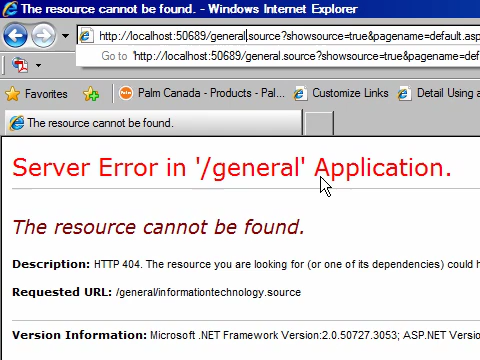 The resource cannot be found. - Windows Internet Explorer
http://localhost:50689/general.source?showsource=true&pagename=default.asp
Go to 'http://localhost:50689/general.source?showsource=true&pagename=def
Favorites Palm Canada - Products - Pal... Customize Links Detail Using a
The resource cannot be found.
Server Error in '/general' Application.
The resource cannot be found.
Description: HTTP 404. The resource you are looking for (or one of its dependencies) could h
Requested URL: /general/informationtechnology.source
Version Information: Microsoft .NET Framework Version:2.0.50727.3053; ASP.NET Version